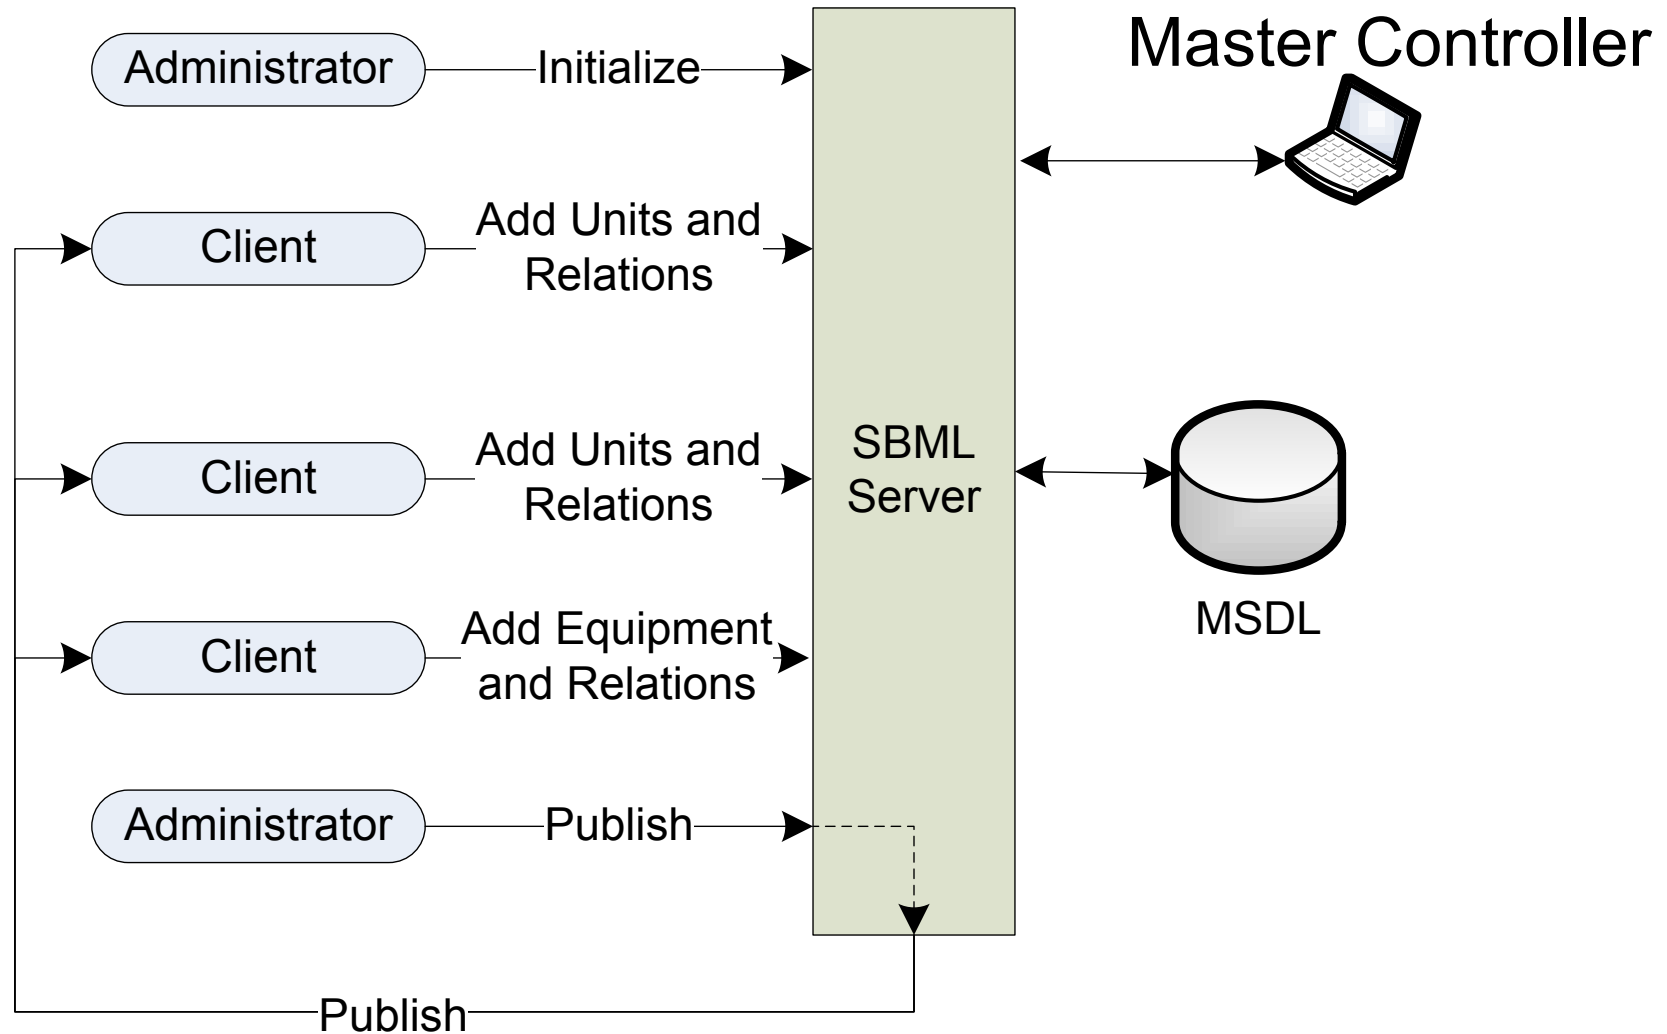 Master Controller
Administrator
Initialize
Client
Add Units and
Relations
Client
Add Units and
Relations
SBML
Server
Client
Add Equipment
and Relations
MSDL
Administrator
Publish
Publish